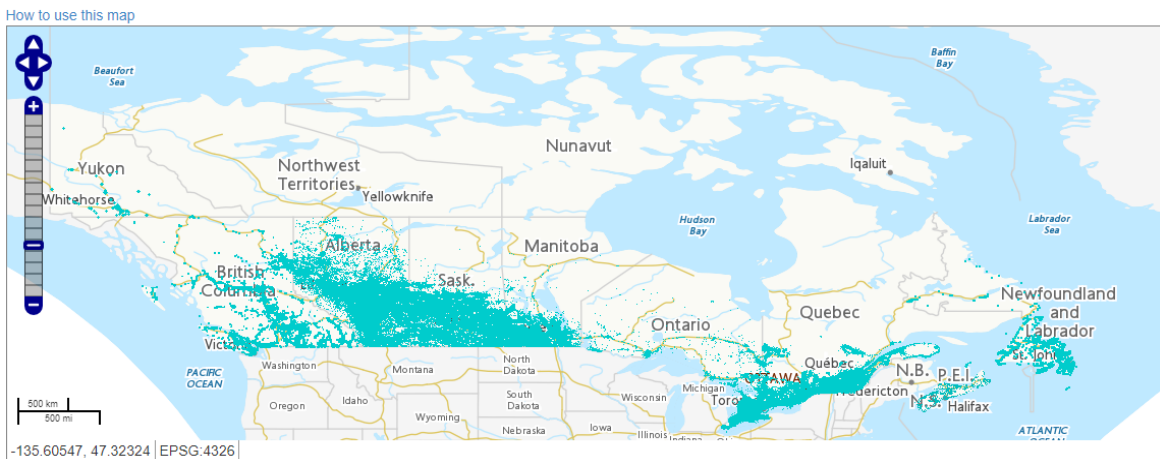 How to use this map
Baffin
Bay
Beaufort
Sea
Nunavut
Northwest
Territories
Yukon
Iqaluit
Yellowknife
Whitehorse
Hudson
Bay
Labrador
Sea
Alberta
Manitoba
British
Columbia
Sask.
Newfoundland
and
Labrador
Quebec
Ontario
St. John
Québec
OTTAWA
N.B.
P.E.I.
Washington
Montana
North
Dakota
PACIFIC
OCEAN
Michigan
N.S.
Halifax
South
Dakota
Wisconsin
Oregon
Idaho
500 km
500 mi
Wyoming
Nebraska
Iowa
Illinois
ATLANTIC
-135.60547, 47.32324
EPSG:4326